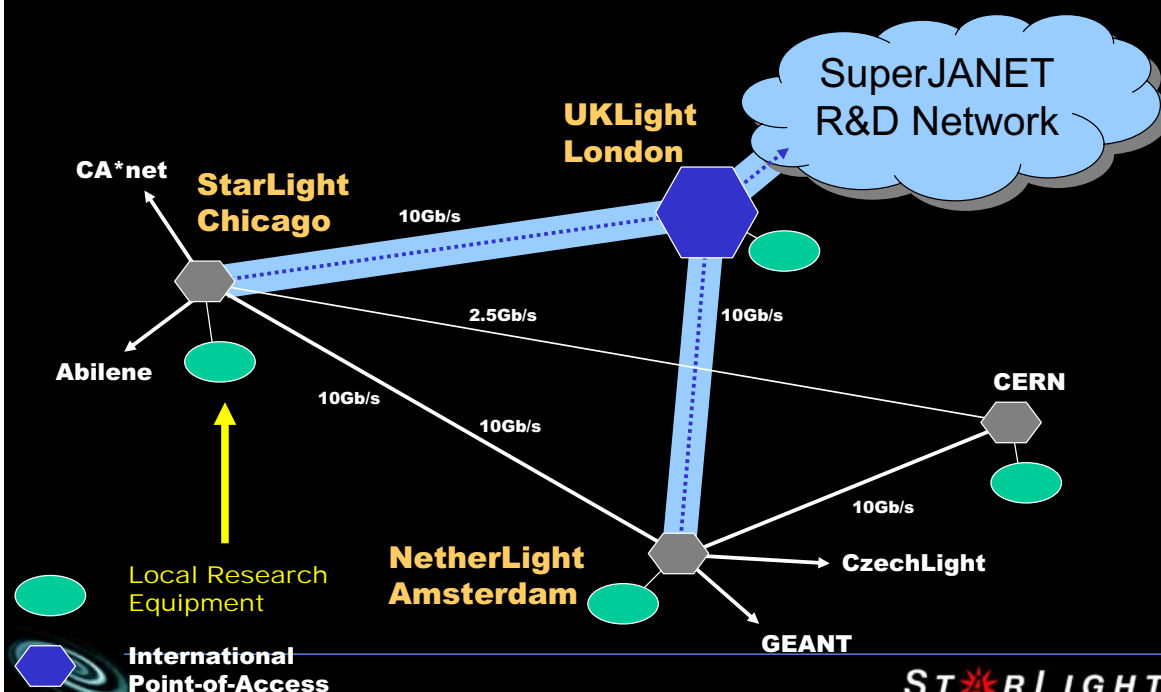 SuperJANET
R&D Network
UKLight
London
CA*net
StarLight
Chicago
10Gb/s
2.5Gb/s
10Gb/s
Abilene
CERN
10Gb/s
10Gb/s
10Gb/s
NetherLight
Amsterdam
CzechLight
GEANT
Local Research
Equipment
International
Point-of-Access
STARLIGHT